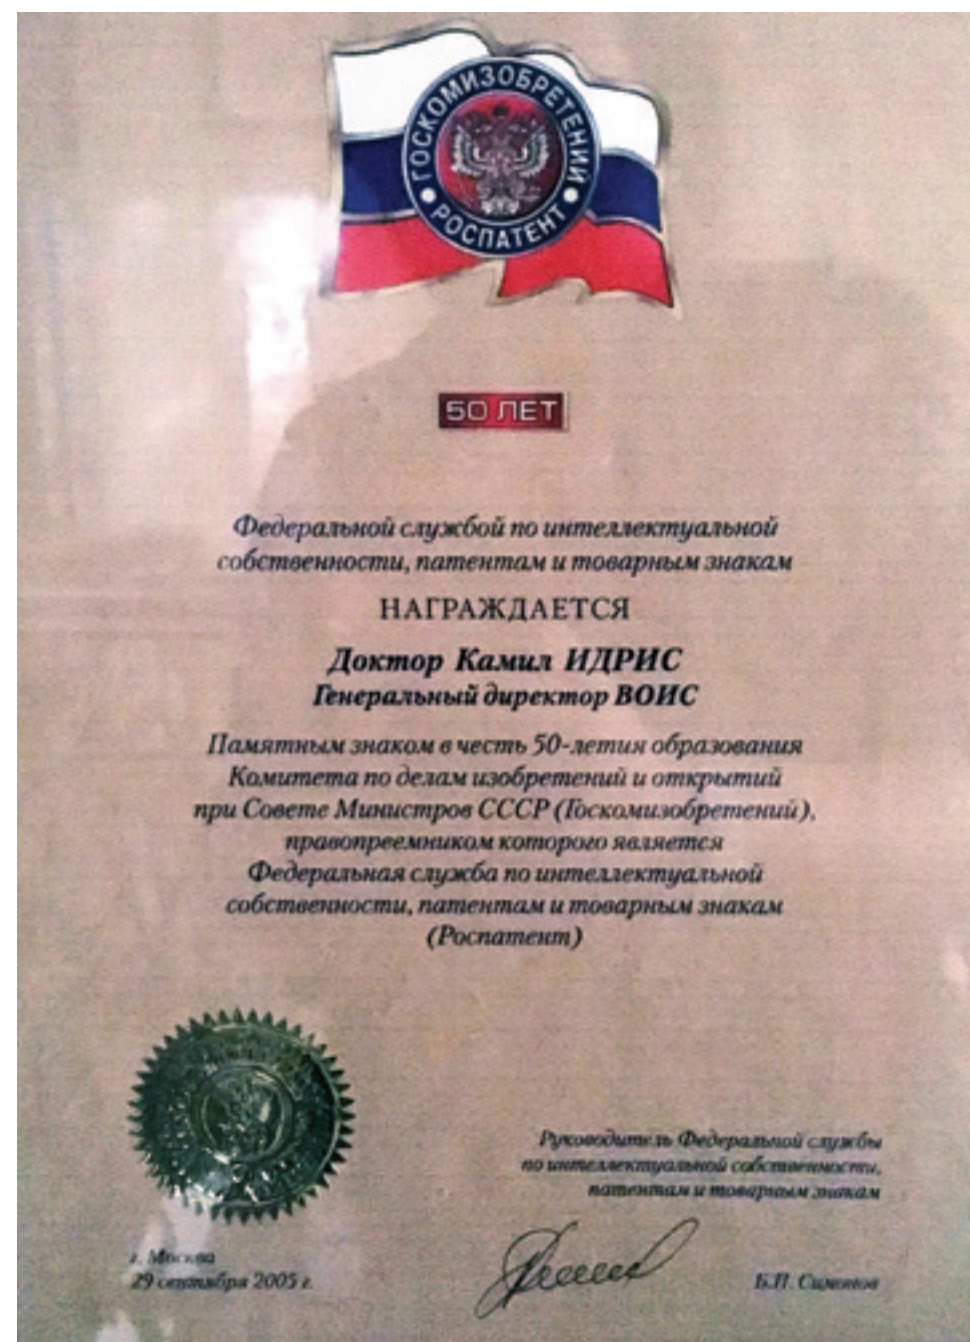 ГОСКОМИЗОБРЕТЕНИЙ
РОСПАТЕНТ
50 ЛЕТ
Федеральной службой по интеллектуальной
собственности, патентам и товарным знакам
НАГРАЖДАЕТСЯ
Доктор Камил ИДРИС
Генеральный директор ВОИС
Памятным знаком в честь 50-летия образования
Комитета по делам изобретений и открытий
при Совете Министров СССР (Госкомизобретений),
правопреемником которого является
Федеральная служба по интеллектуальной
собственности, патентам и товарным знакам
(Роспатент)
Руководитель Федеральной службы
по интеллектуальной собственности,
патентам и товарным знакам
г. Москва
29 сентября 2005 г.
Б.П. Симонов